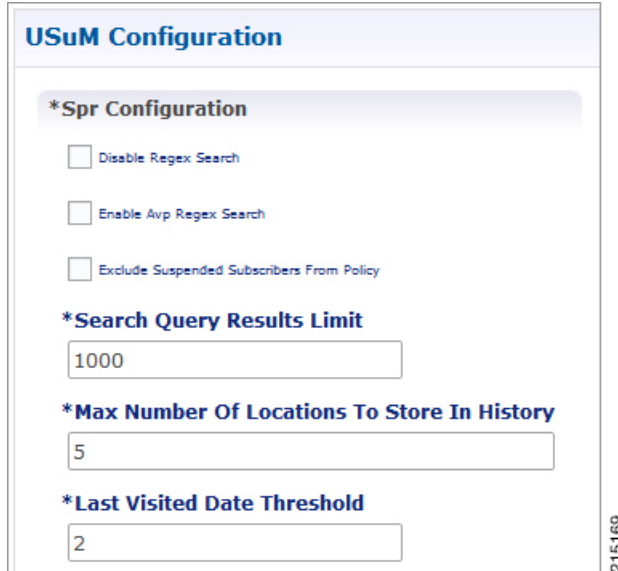 USuM Configuration
*Spr Configuration
Disable Regex Search
Enable Avp Regex Search
Exclude Suspended Subscribers From Policy
*Search Query Results Limit
1000
*Max Number Of Locations To Store In History
5
*Last Visited Date Threshold
2
215169